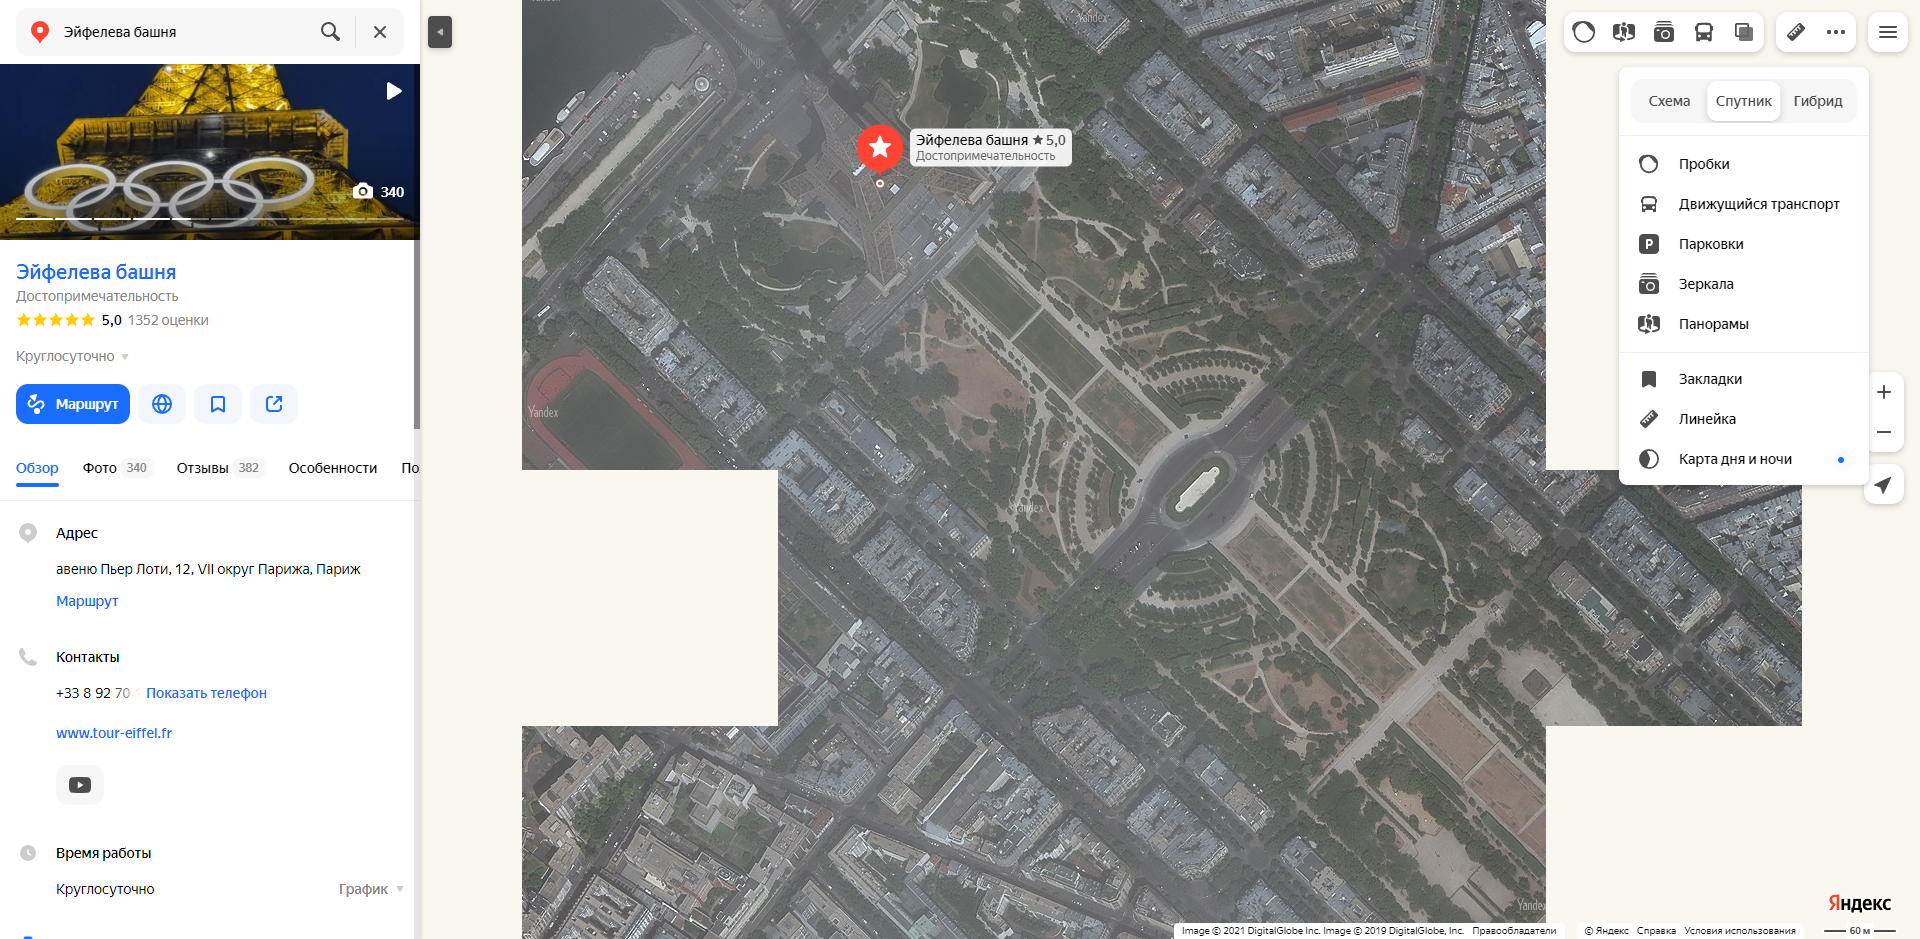 Эйфелева башня
340
Эйфелева башня
Достопримечательность
5,0 1352 оценки
Круглосуточно
Маршрут
Обзор Фото 340 Отзывы 382 Особенности По
Адрес
авеню Пьер Лоти, 12, VII округ Парижа, Париж
Маршрут
Контакты
+33 8 92 70 Показать телефон
www.tour-eiffel.fr
Время работы
Круглосуточно График
Yandex
Эйфелева башня ★ 5,0
Достопримечательность
Yandex
Yandex
Yandex
Схема Спутник Гибрид
Пробки
Движущийся транспорт
Парковки
Зеркала
Панорамы
Закладки
Линейка
Карта дня и ночи
Яндекс
Image © 2021 DigitalGlobe Inc. Image © 2019 DigitalGlobe, Inc. Правообладатели © Яндекс Справка Условия использования 60 м